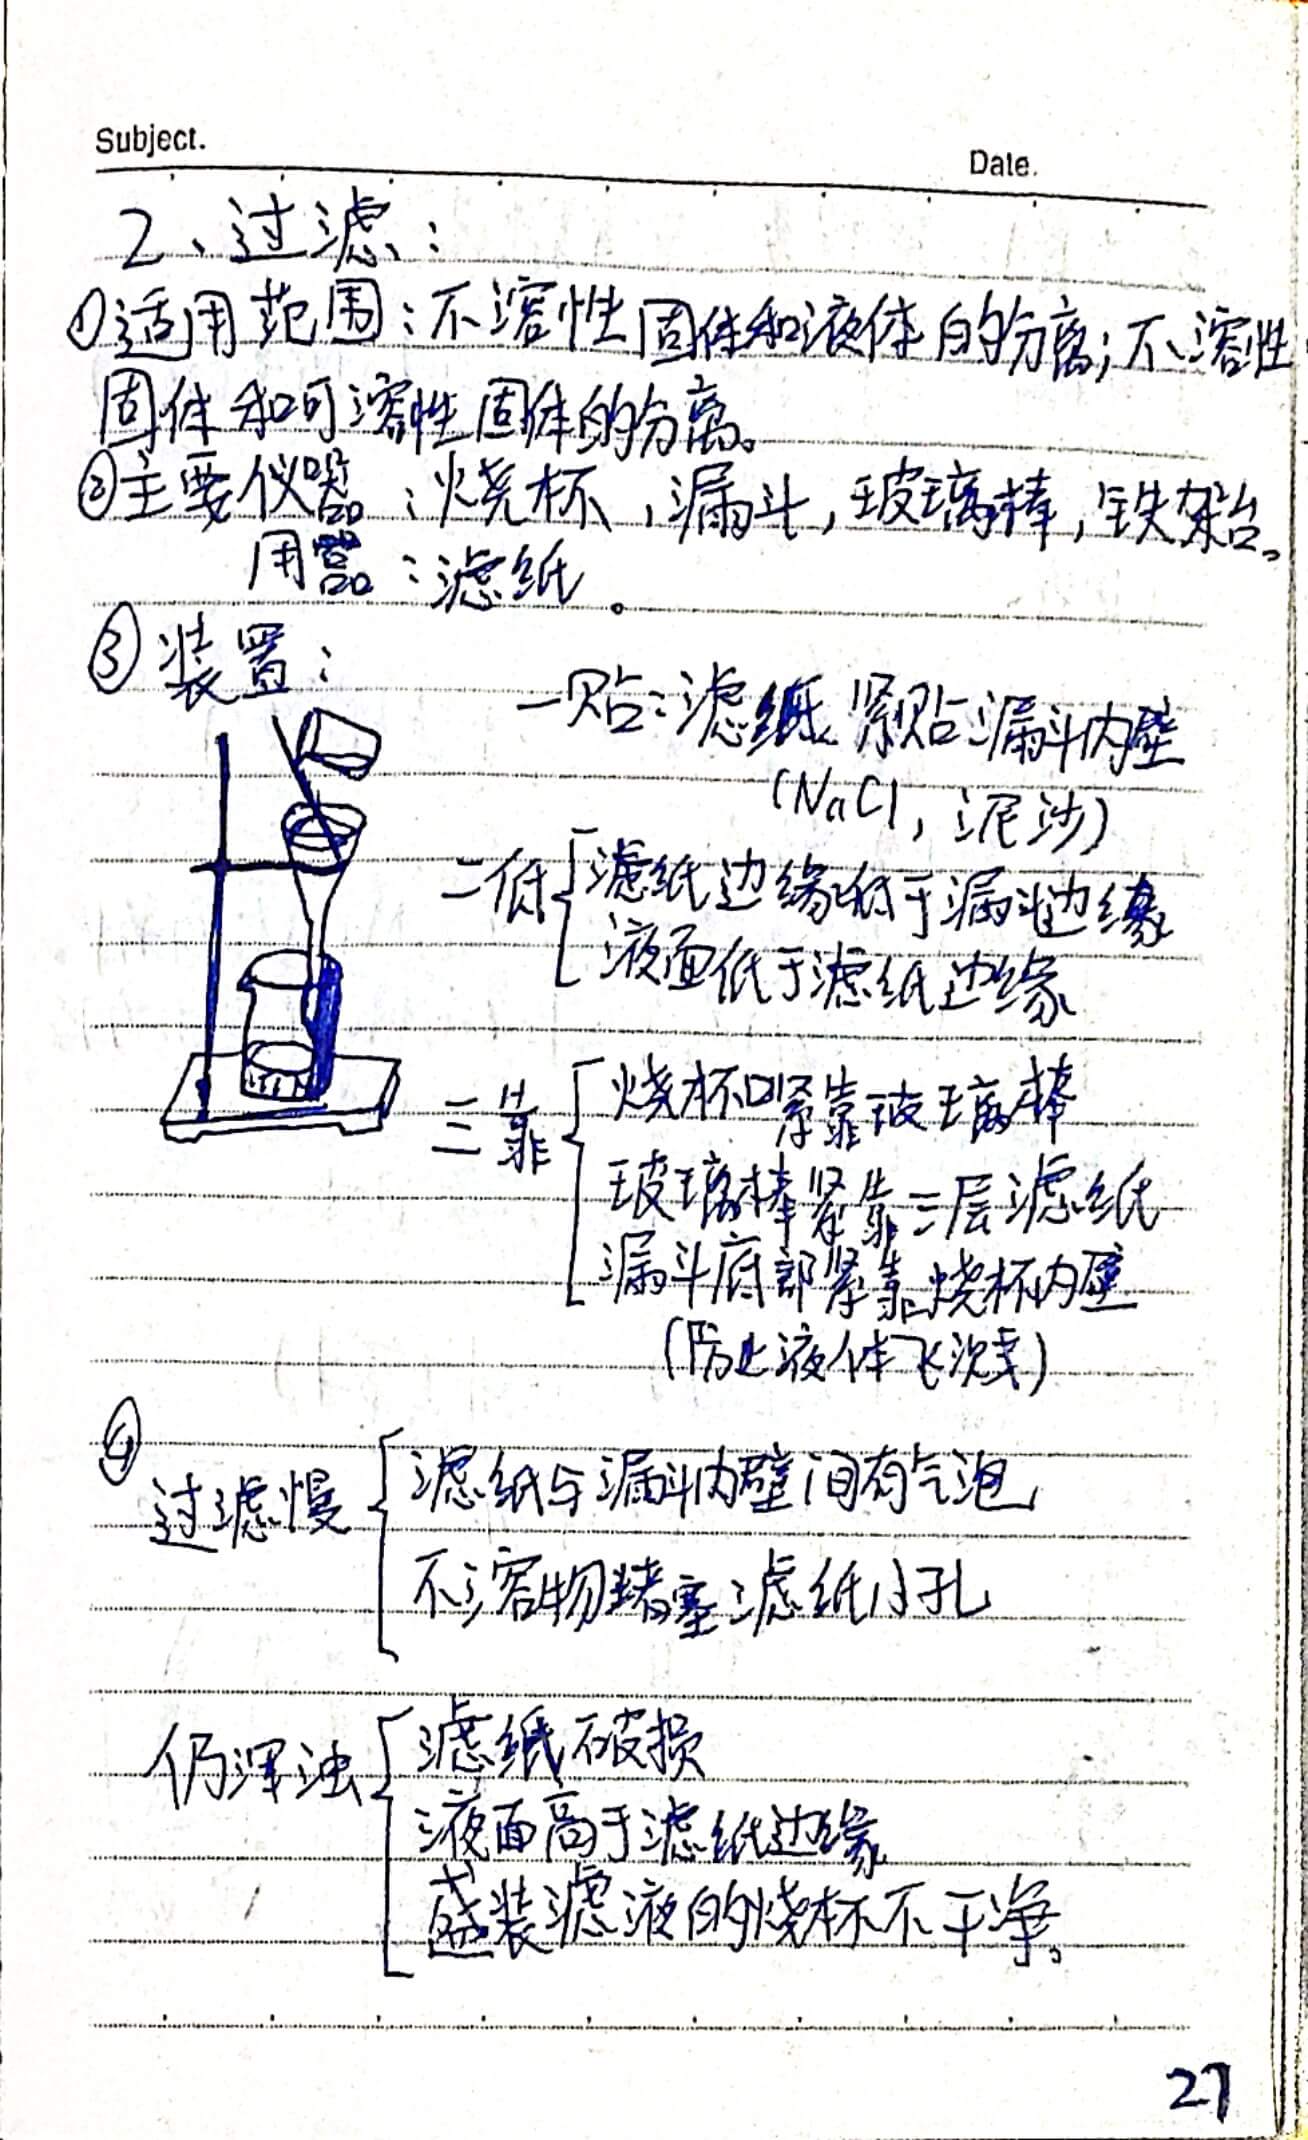 Subject.
Date.
2、过滤:
①适用范围:不溶性固体和液体的分离;不溶性
固体和可溶性固体的分离。
②主要仪器:烧杯,漏斗,玻璃棒,铁架台。
用器:滤纸。
③装置:
一贴:滤纸紧贴漏斗内壁
(NaCl,泥沙)
二低
滤纸边缘低于漏斗边缘
液面低于滤纸边缘
三靠
烧杯口紧靠玻璃棒
玻璃棒紧靠三层滤纸
漏斗底部紧靠烧杯内壁
(防止液体飞溅)
④
过滤慢
滤纸与漏斗内壁间有气泡
不溶物堵塞滤纸小孔
仍浑浊
滤纸破损
液面高于滤纸边缘
盛装滤液的烧杯不干净。
27